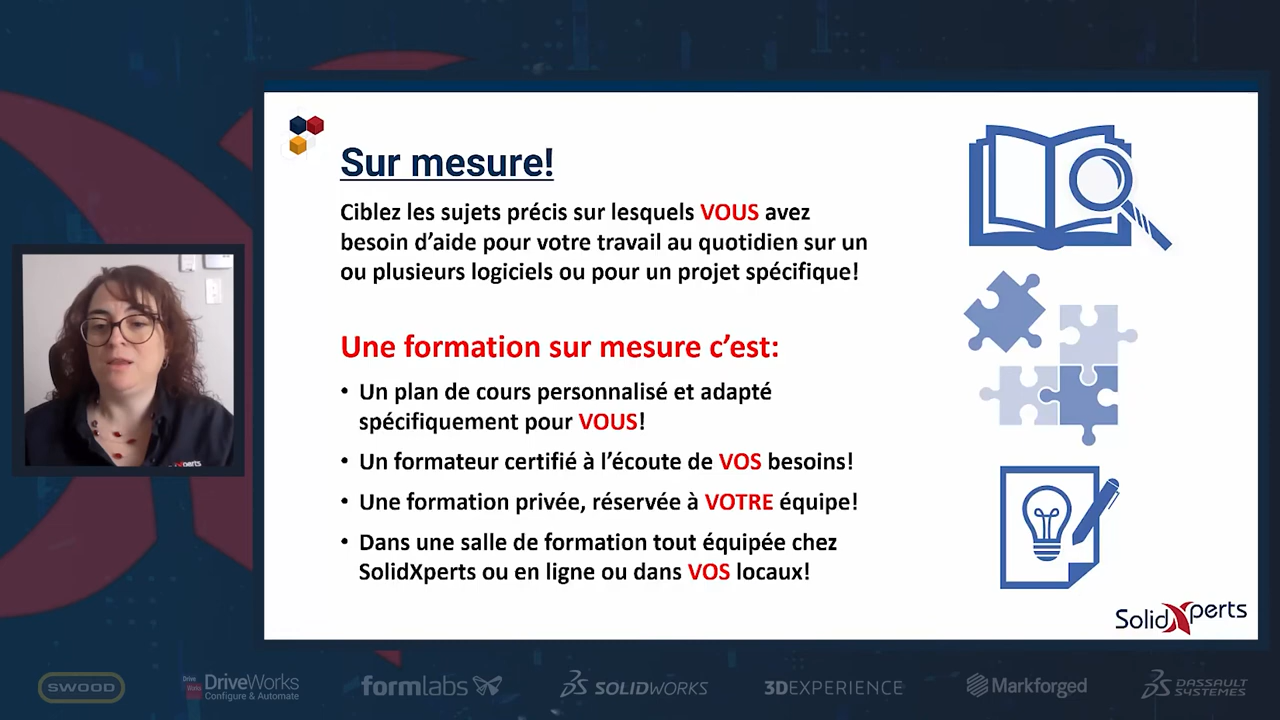 Sur mesure!
Ciblez les sujets précis sur lesquels VOUS avez
besoin d’aide pour votre travail au quotidien sur un
ou plusieurs logiciels ou pour un projet spécifique!
Une formation sur mesure c’est:
• Un plan de cours personnalisé et adapté
spécifiquement pour VOUS!
• Un formateur certifié à l’écoute de VOS besoins!
• Une formation privée, réservée à VOTRE équipe!
• Dans une salle de formation tout équipée chez
SolidXperts ou en ligne ou dans VOS locaux!
SolidXperts
SWOOD
Drive
Works
DriveWorks
Configure & Automate
formlabs
SOLIDWORKS
3DEXPERIENCE
Markforged
DASSAULT
SYSTEMES